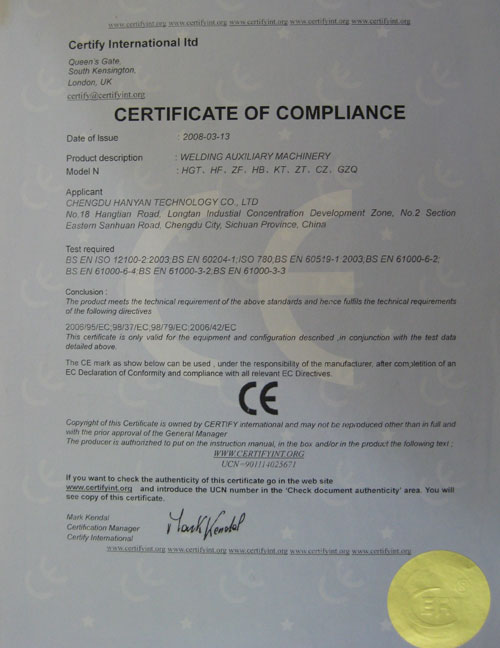 www.certifyint.org www.certifyint.org www.certifyint.org www.certifyint.org www.certifyint.org
Certify International ltd
Queen's Gate,
South Kensington,
London, UK
certify@certifyint.org
CERTIFICATE OF COMPLIANCE
Date of Issue : 2008-03-13
Product description : WELDING AUXILIARY MACHINERY
Model N : HGT、HF、ZF、HB、KT、ZT、CZ、GZQ
Applicant
CHENGDU HANYAN TECHNOLOGY CO., LTD
No.18 Hangtian Road, Longtan Industial Concentration Development Zone, No.2 Section
Eastern Sanhuan Road, Chengdu City, Sichuan Province, China
Test required
BS EN ISO 12100-2:2003;BS EN 60204-1;ISO 780;BS EN 60519-1 2003;BS EN 61000-6-2;
BS EN 61000-6-4;BS EN 61000-3-2;BS EN 61000-3-3
Conclusion :
The product meets the technical requirement of the above standards and hence fulfils the technical requirements
of the following directives
2006/95/EC;98/37/EC;98/79/EC;2006/42/EC
This certificate is only valid for the equipment and configuration described ,in conjunction with the test data
detailed above.
The CE mark as show below can be used , under the responsibility of the manufacturer, after com,pletition of an
EC Declaration of Conformity and compliance with all relevant EC Directives.
CE
Copyright of this Certificate is owned by CERTIFY international and may not be reproduced other than in full and
with the prior approval of the General Manager
The producer is authorizhed to put on the instruction manual, in the box and/or in the product the following text ;
WWW.CERTIFYINT.ORG
UCN -901114025671
If you want to check the authenticity of this certificate go in the web site
www.certifyint.org and introduce the UCN number in the 'Check document authenticity' area. You will
see copy of this certificate.
Mark Kendal
Certification Manager
Certify International
Mark Kendal
www.certifyint.org www.certifyint.org www.certifyint.org www.certifyint.org www.certifyint.org